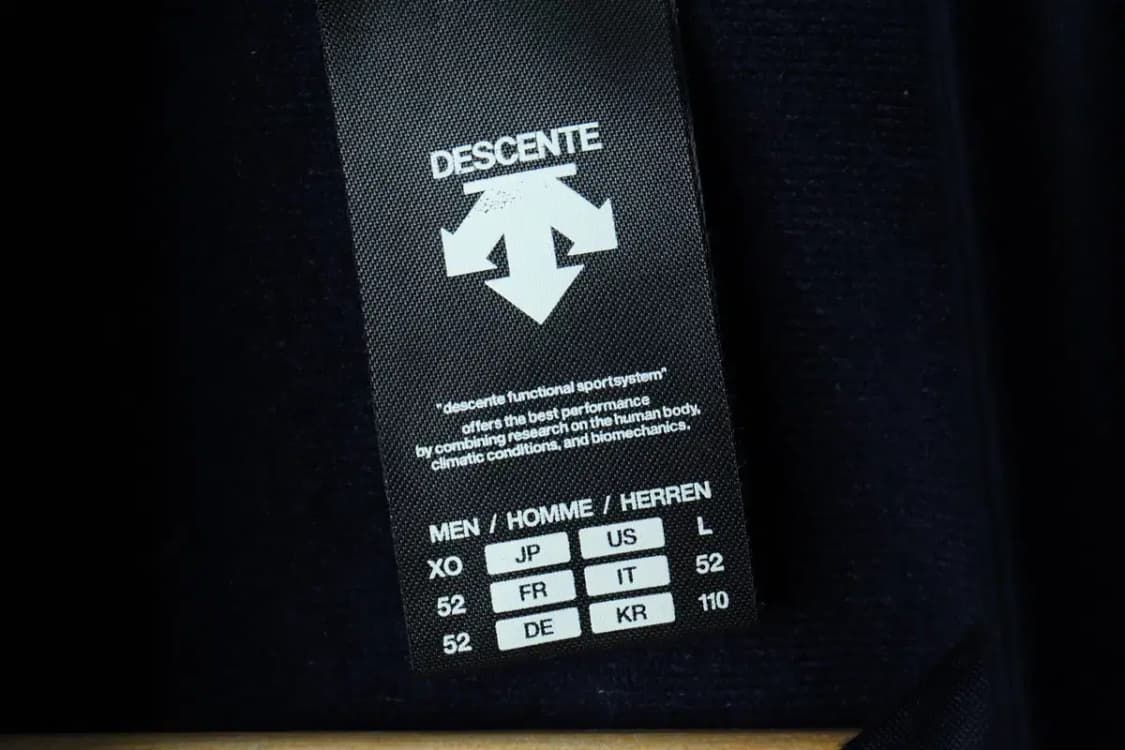 DESCENTE
"descente functional sportsystem"
offers the best performance
by combining research on the human body,
climatic conditions, and biomechanics.
MEN / HOMME / HERREN
XO JP US L
52 FR IT 52
52 DE KR 110